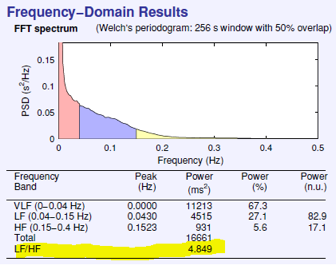 Frequency–Domain Results
FFT spectrum (Welch's periodogram: 256 s window with 50% overlap)
PSD (s²/Hz)
0.15
0.1
0.05
0
0 0.1 0.2 0.3 0.4 0.5
Frequency (Hz)
Frequency Peak Power Power Power
Band (Hz) (ms²) (%) (n.u.)
VLF (0–0.04 Hz) 0.0000 11213 67.3
LF (0.04–0.15 Hz) 0.0430 4515 27.1 82.9
HF (0.15–0.4 Hz) 0.1523 931 5.6 17.1
Total 16661
LF/HF 4.849